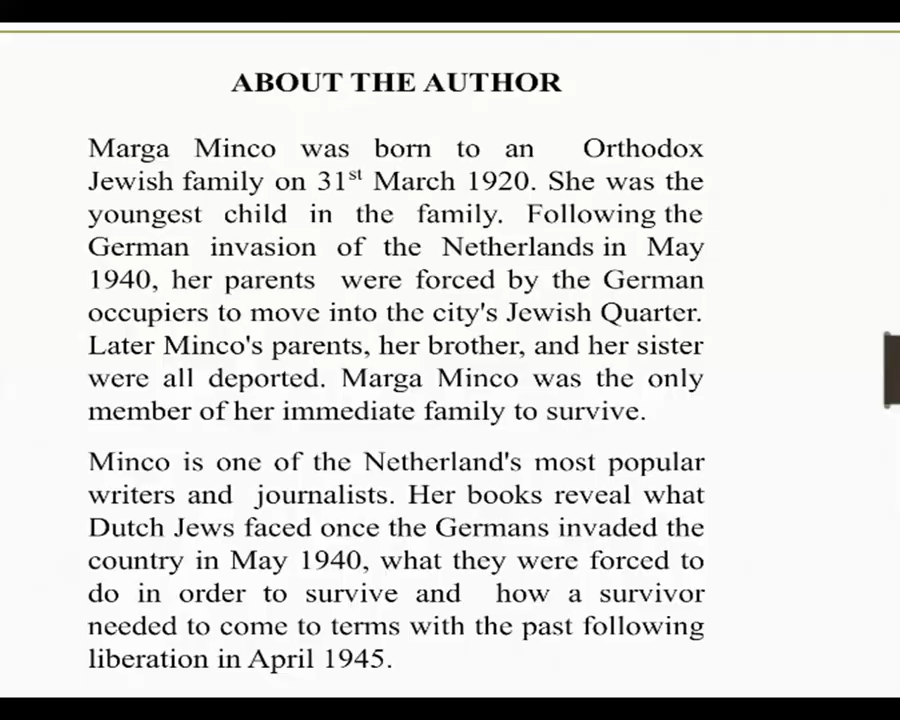 ABOUT THE AUTHOR
Marga Minco was born to an Orthodox
Jewish family on 31st March 1920. She was the
youngest child in the family. Following the
German invasion of the Netherlands in May
1940, her parents were forced by the German
occupiers to move into the city's Jewish Quarter.
Later Minco's parents, her brother, and her sister
were all deported. Marga Minco was the only
member of her immediate family to survive.
Minco is one of the Netherland's most popular
writers and journalists. Her books reveal what
Dutch Jews faced once the Germans invaded the
country in May 1940, what they were forced to
do in order to survive and how a survivor
needed to come to terms with the past following
liberation in April 1945.